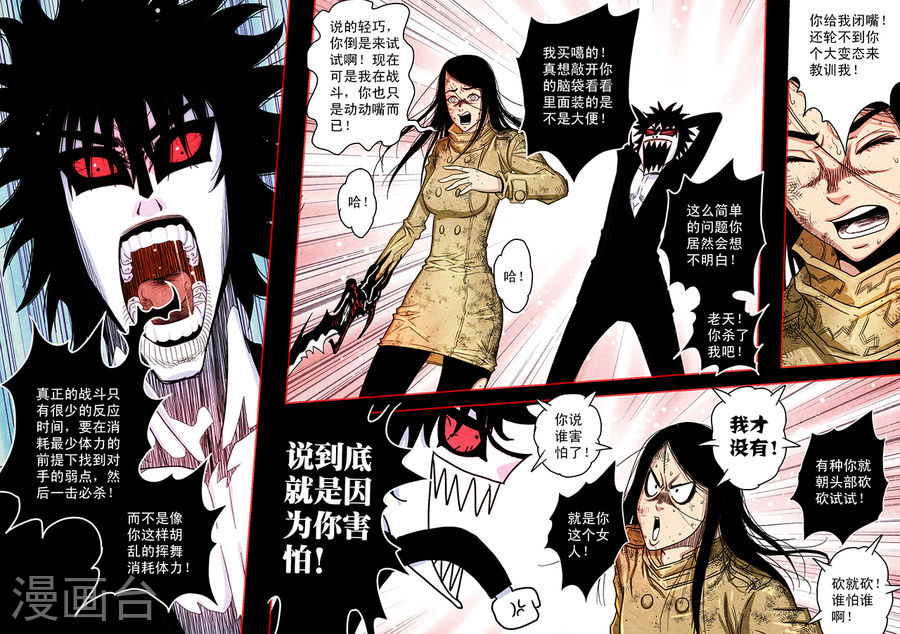 真正的战斗只
有很少的反应
时间，要在消
耗最少体力的
前提下找到对
手的弱点，然
后一击必杀！
而不是像
你这样胡
乱的挥舞
消耗体力！
说的轻巧，
你倒是来试
试啊！现在
可是我在战
斗，你也只
是动动嘴而
已！
哈！
哈！
我买噶的！
真想敲开你
的脑袋看看
里面装的是
不是大便！
这么简单
的问题你
居然会想
不明白！
老天！
你杀了
我吧！
你给我闭嘴！
还轮不到你
个大变态来
教训我！
说到底
就是因
为你害
怕！
你说
谁害
怕了！
就是你
这个女
人！
我才
没有！
有种你就
朝头部砍
砍试试！
砍就砍！
谁怕谁
啊！
漫画台